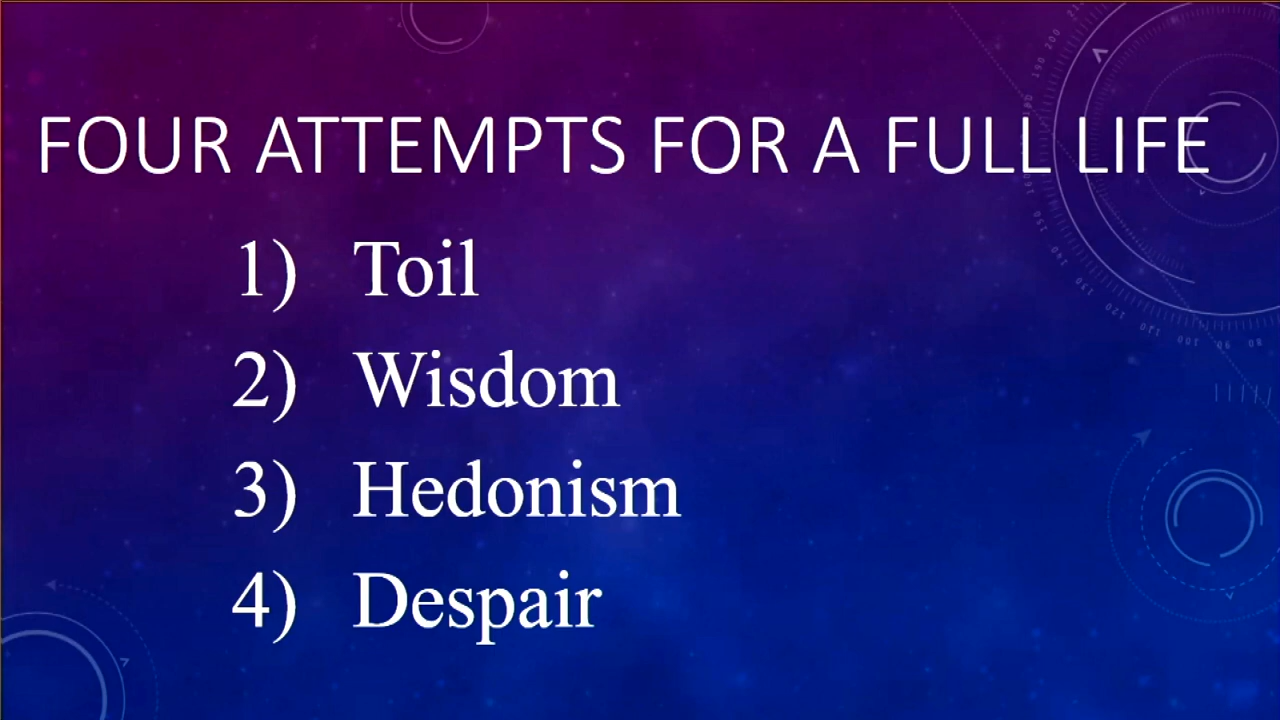 FOUR ATTEMPTS FOR A FULL LIFE
1) Toil
2) Wisdom
3) Hedonism
4) Despair